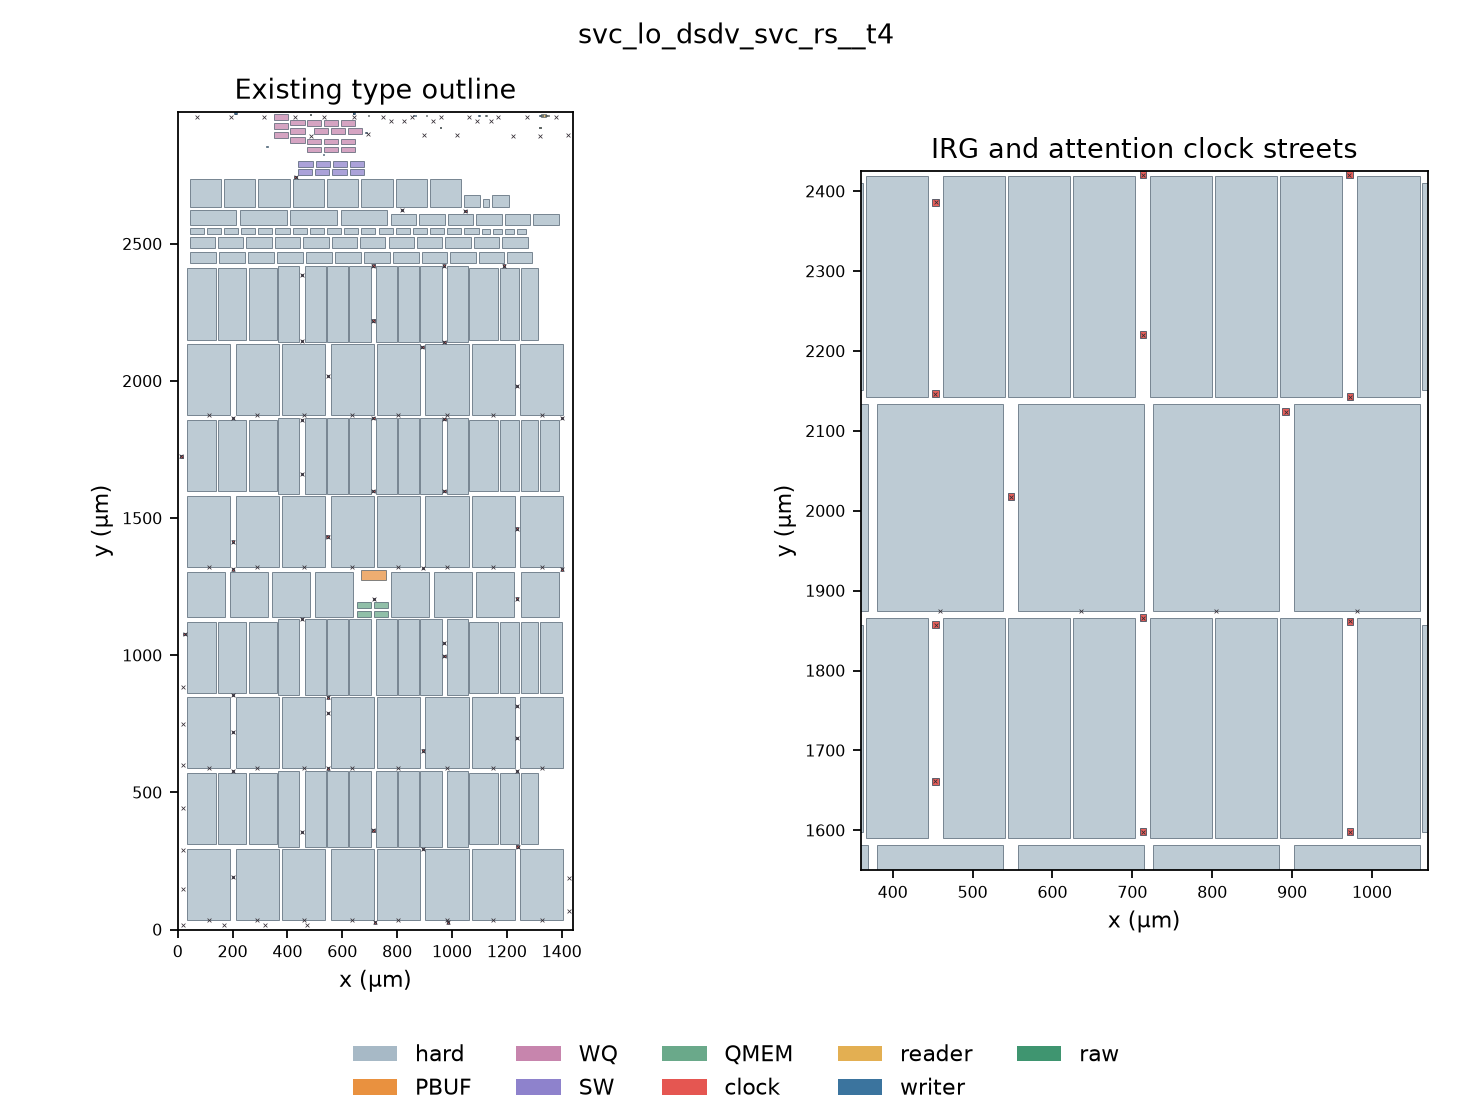 svc_lo_dsdv_svc_rs__t4
Existing type outline
IRG and attention clock streets
y (µm)
2500
2000
1500
1000
500
0
0 200 400 600 800 1000 1200 1400
x (µm)
y (µm)
2400
2300
2200
2100
2000
1900
1800
1700
1600
400 500 600 700 800 900 1000
x (µm)
hard WQ QMEM reader raw
PBUF SW clock writer